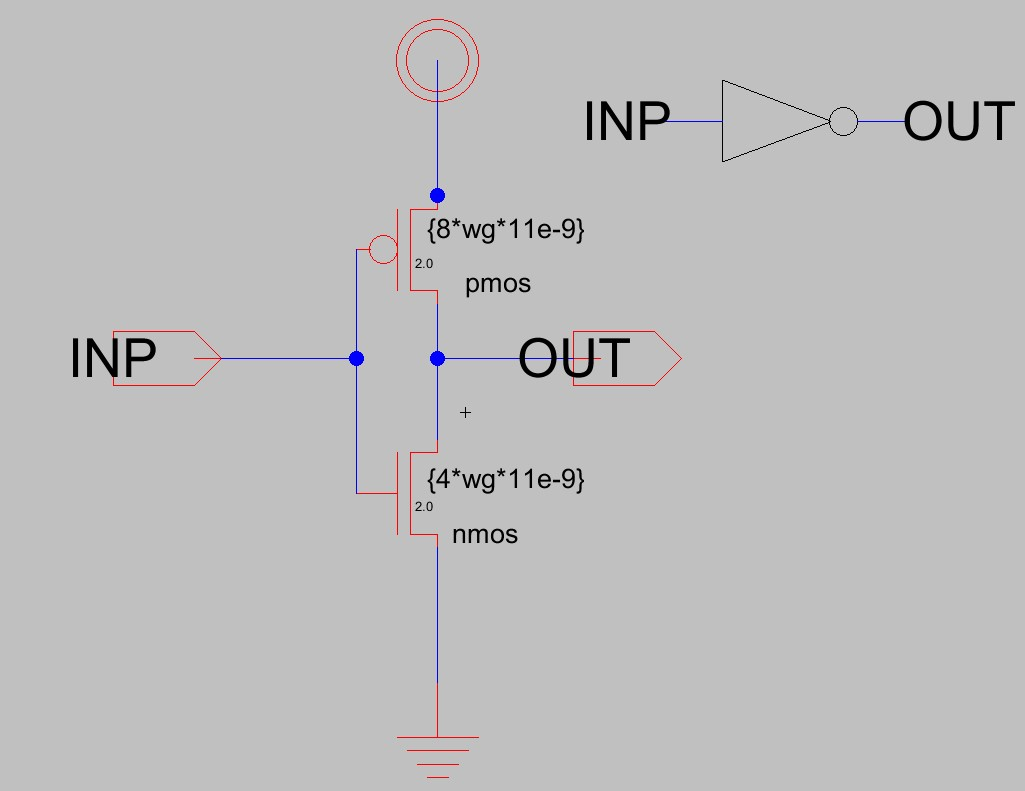 INP
OUT
{8*wg*11e-9}
2.0
pmos
INP
OUT
{4*wg*11e-9}
2.0
nmos